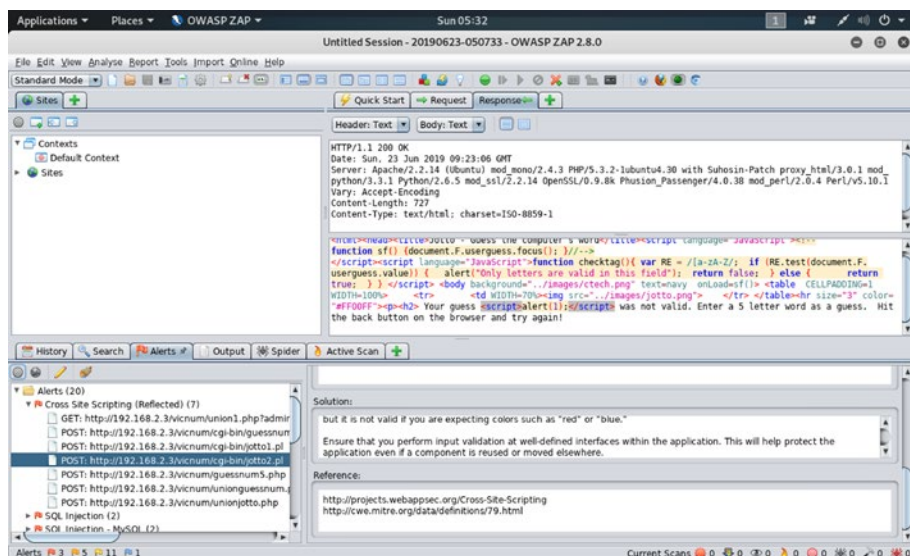 Applications Places OWASP ZAP Sun 05:32 1
Untitled Session - 20190623-050733 - OWASP ZAP 2.8.0
File Edit View Analyse Report Tools Import Online Help
Standard Mode
Sites
Quick Start Request Response
Header: Text Body: Text
Contexts
Default Context
Sites
HTTP/1.1 200 OK
Date: Sun, 23 Jun 2019 09:23:06 GMT
Server: Apache/2.2.14 (Ubuntu) mod_mono/2.4.3 PHP/5.3.2-1ubuntu4.30 with Suhosin-Patch proxy_html/3.0.1 mod_
python/3.3.1 Python/2.6.5 mod_ssl/2.2.14 OpenSSL/0.9.8k Phusion_Passenger/4.0.38 mod_perl/2.0.4 Perl/v5.10.1
Vary: Accept-Encoding
Content-Length: 727
Content-Type: text/html; charset=ISO-8859-1
<html><head><title>Jotto - Guess the computer's word</title><script language="JavaScript"><!--
function sf() {document.F.userguess.focus(); }//-->
</script><script language="JavaScript">function checktag(){ var RE = /[a-zA-Z/; if (RE.test(document.F.
userguess.value)) { alert("Only letters are valid in this field"); return false; } else { return
true; } } </script> <body text=navy onLoad=sf()> <table CELLPADDING=1
WIDTH=100% <tr> <td WIDTH=70%><img src="../images/jotto.png"> </tr> </table><hr size="3" color=
"#FF00FF"><p><h2> Your guess <script>alert(1);</script> was not valid. Enter a 5 letter word as a guess. Hit
the back button on the browser and try again!
History Search Alerts Output Spider Active Scan
Alerts (20)
Cross Site Scripting (Reflected) (7)
GET: http://192.168.2.3/vicnum/union1.php?admir
POST: http://192.168.2.3/vicnum/cgi-bin/guessnum
POST: http://192.168.2.3/vicnum/cgi-bin/jotto1.pl
POST: http://192.168.2.3/vicnum/cgi-bin/jotto2.pl
POST: http://192.168.2.3/vicnum/guessnum5.php
POST: http://192.168.2.3/vicnum/unionguessnum.p
POST: http://192.168.2.3/vicnum/unionjotto.php
SQL Injection (2)
SQL Injection - MySQL (2)
Solution:
but it is not valid if you are expecting colors such as "red" or "blue."
Ensure that you perform input validation at well-defined interfaces within the application. This will help protect the
application even if a component is reused or moved elsewhere.
Reference:
http://projects.webappsec.org/Cross-Site-Scripting
http://cwe.mitre.org/data/definitions/79.html
Alerts 3 5 11 1 Current Scans 0 0 0 0 0 0 0